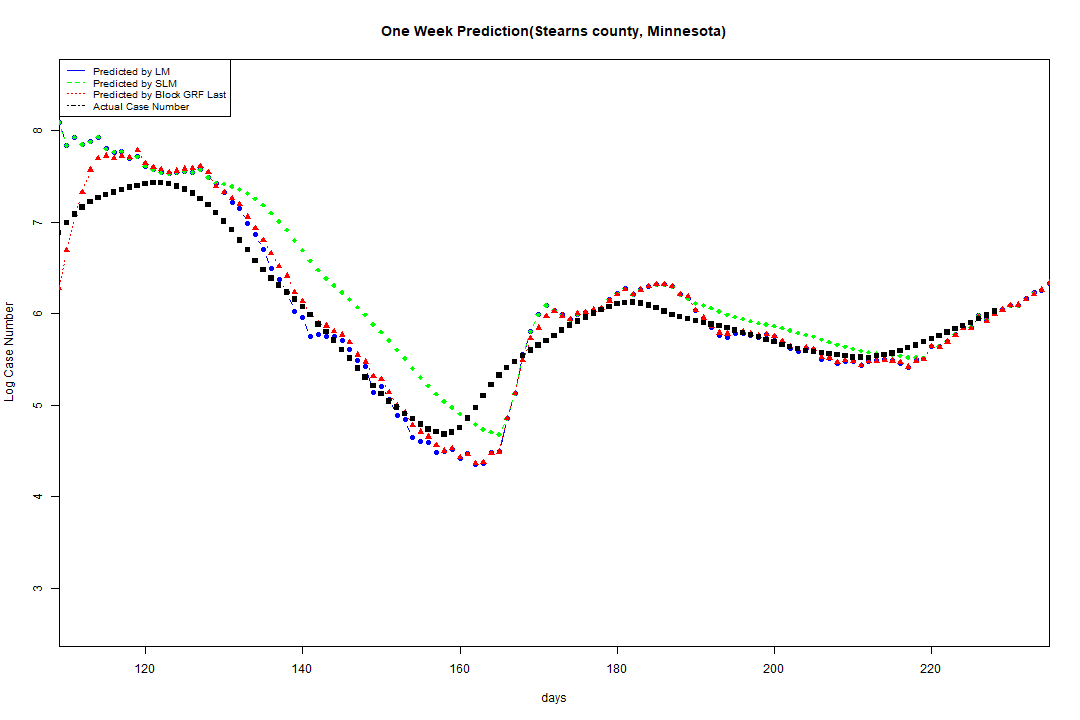 One Week Prediction(Stearns county, Minnesota)
Predicted by LM
Predicted by SLM
Predicted by Block GRF Last
Actual Case Number
Log Case Number
8
7
6
5
4
3
120 140 160 180 200 220
days